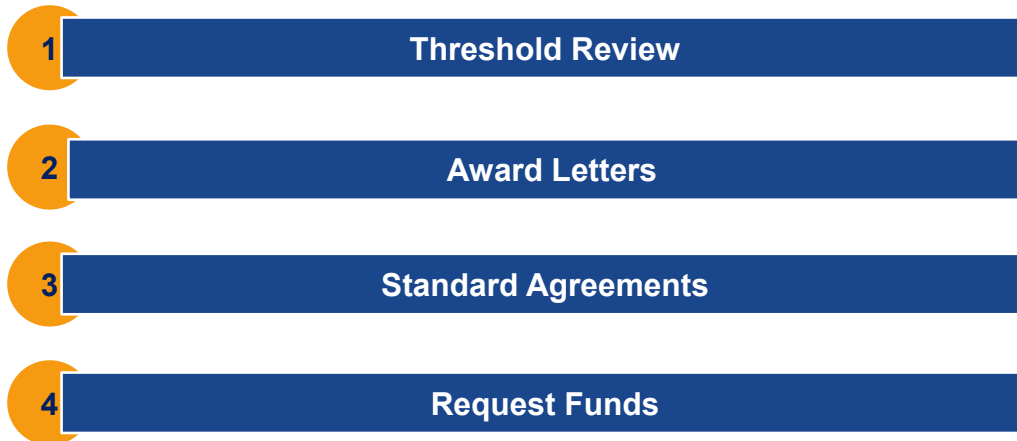 1 Threshold Review
2 Award Letters
3 Standard Agreements
4 Request Funds